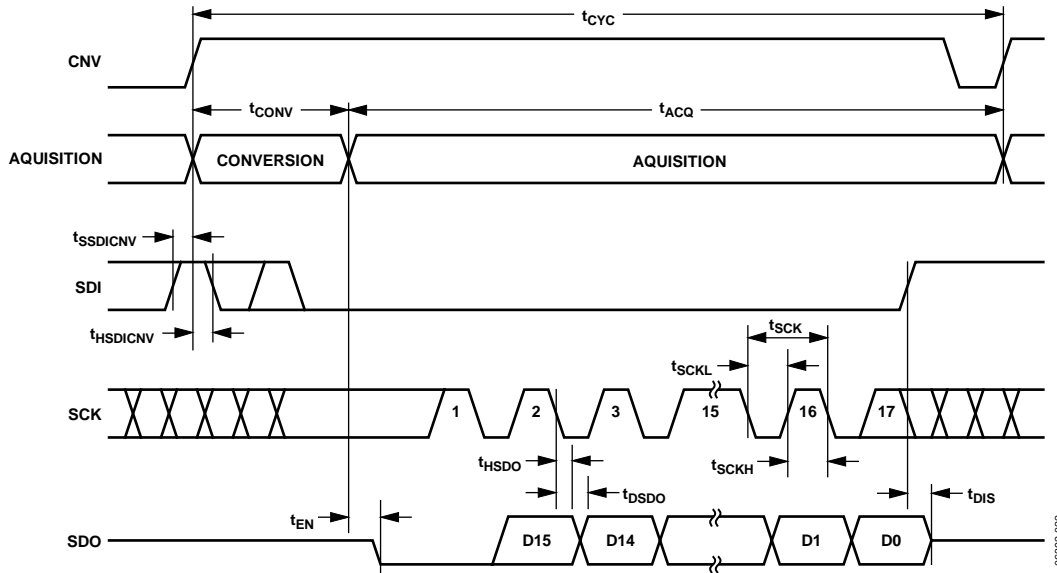 tCYC
CNV
tCONV
tACQ
AQUISITION
CONVERSION
AQUISITION
tSSDICNV
SDI
tHSDICNV
tSCK
tSCKL
SCK
1
2
3
15
16
17
tHSDO
tSCKH
tDSDO
tDIS
tEN
SDO
D15
D14
D1
D0